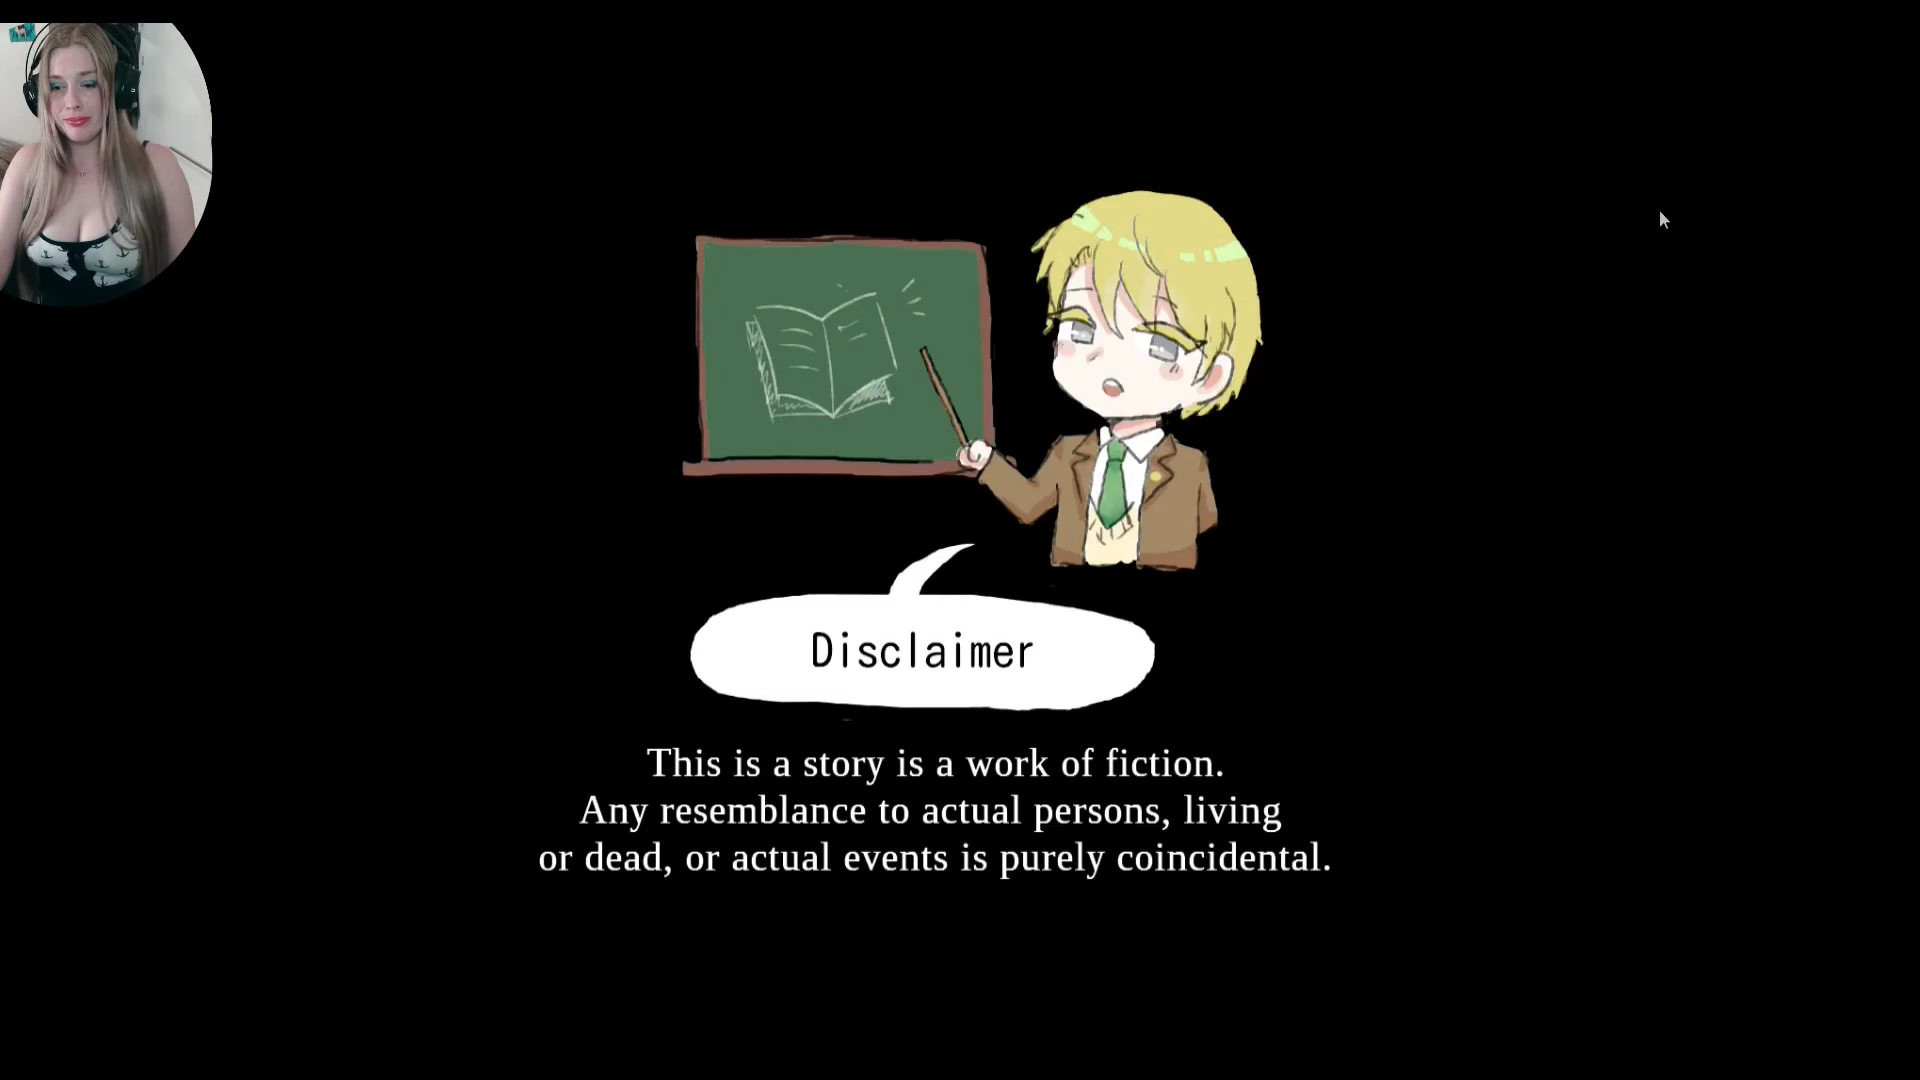 Disclaimer
This is a story is a work of fiction.
Any resemblance to actual persons, living
or dead, or actual events is purely coincidental.